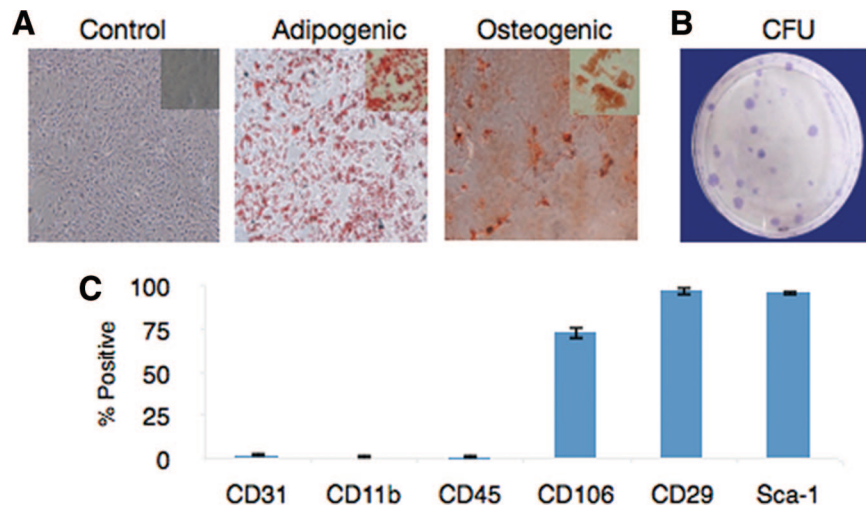 A
Control
Adipogenic
Osteogenic
B
CFU
C
% Positive
100
75
50
25
0
CD31
CD11b
CD45
CD106
CD29
Sca-1